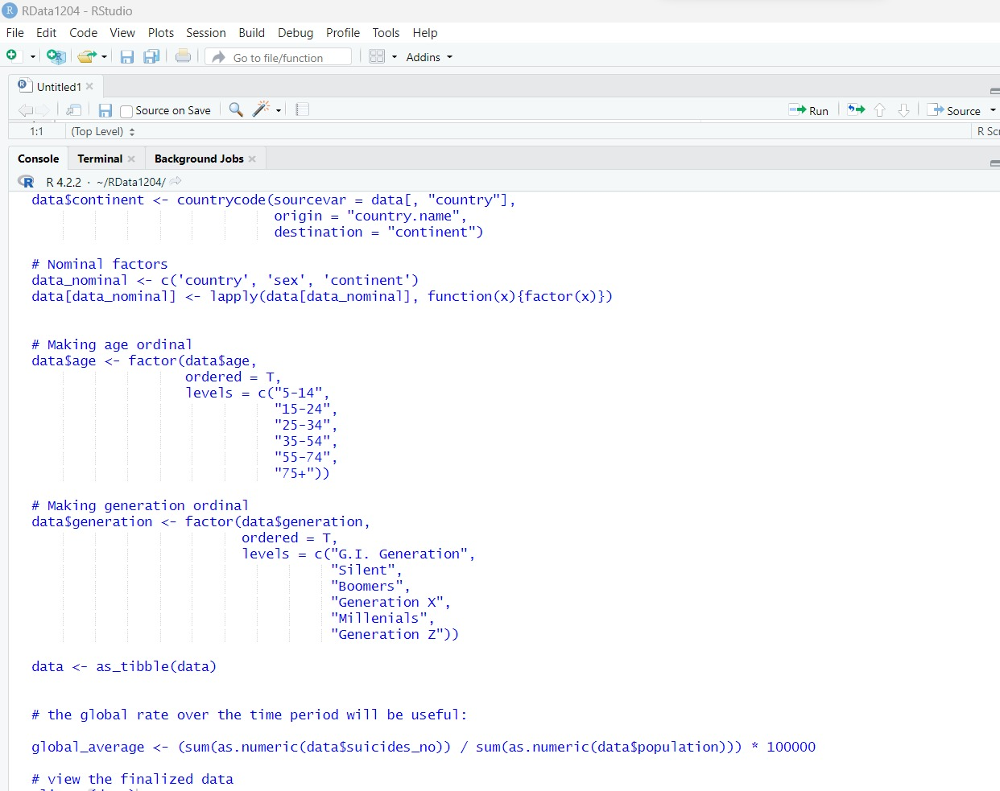 RData1204 - RStudio
File Edit Code View Plots Session Build Debug Profile Tools Help
Go to file/function Addins
Untitled1
Source on Save Run Source
1:1 (Top Level)
Console Terminal Background Jobs
R 4.2.2 · ~/RData1204/
data$continent <- countrycode(sourcevar = data[, "country"],
origin = "country.name",
destination = "continent")
# Nominal factors
data_nominal <- c('country', 'sex', 'continent')
data[data_nominal] <- lapply(data[data_nominal], function(x){factor(x)})
# Making age ordinal
data$age <- factor(data$age,
ordered = T,
levels = c("5-14",
"15-24",
"25-34",
"35-54",
"55-74",
"75+"))
# Making generation ordinal
data$generation <- factor(data$generation,
ordered = T,
levels = c("G.I. Generation",
"Silent",
"Boomers",
"Generation X",
"Millenials",
"Generation Z"))
data <- as_tibble(data)
# the global rate over the time period will be useful:
global_average <- (sum(as.numeric(data$suicides_no)) / sum(as.numeric(data$population))) * 100000
# view the finalized data